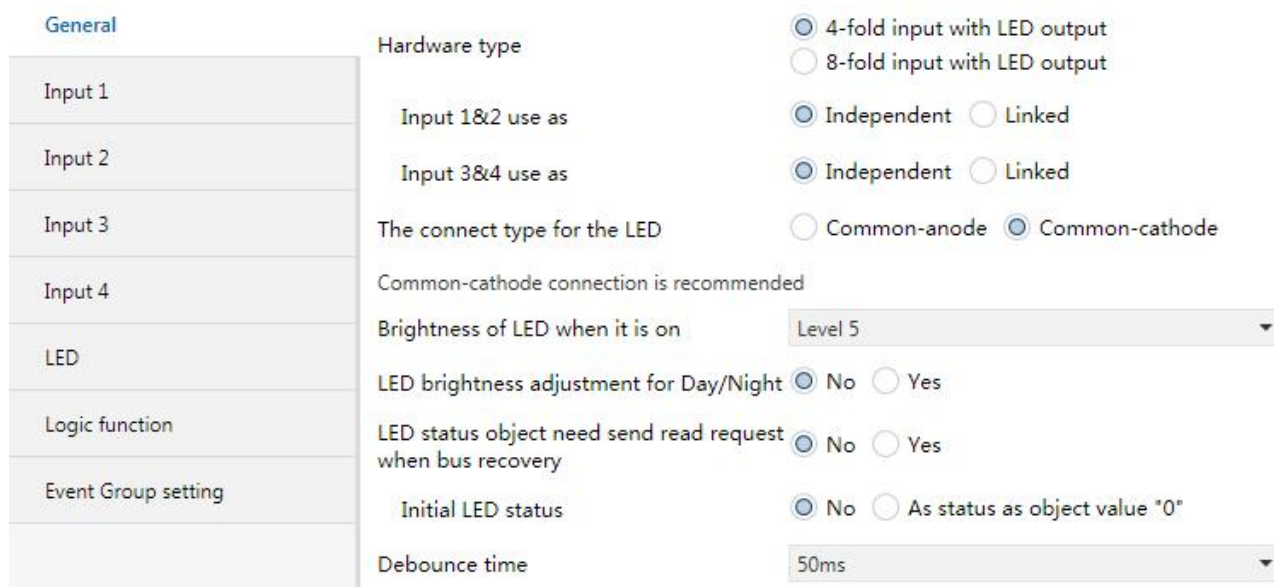 General
Input 1
Input 2
Input 3
Input 4
LED
Logic function
Event Group setting
Hardware type
4-fold input with LED output
8-fold input with LED output
Input 1&2 use as
Independent Linked
Input 3&4 use as
Independent Linked
The connect type for the LED
Common-anode Common-cathode
Common-cathode connection is recommended
Brightness of LED when it is on
Level 5
LED brightness adjustment for Day/Night
No Yes
LED status object need send read request
when bus recovery
No Yes
Initial LED status
No As status as object value "0"
Debounce time
50ms